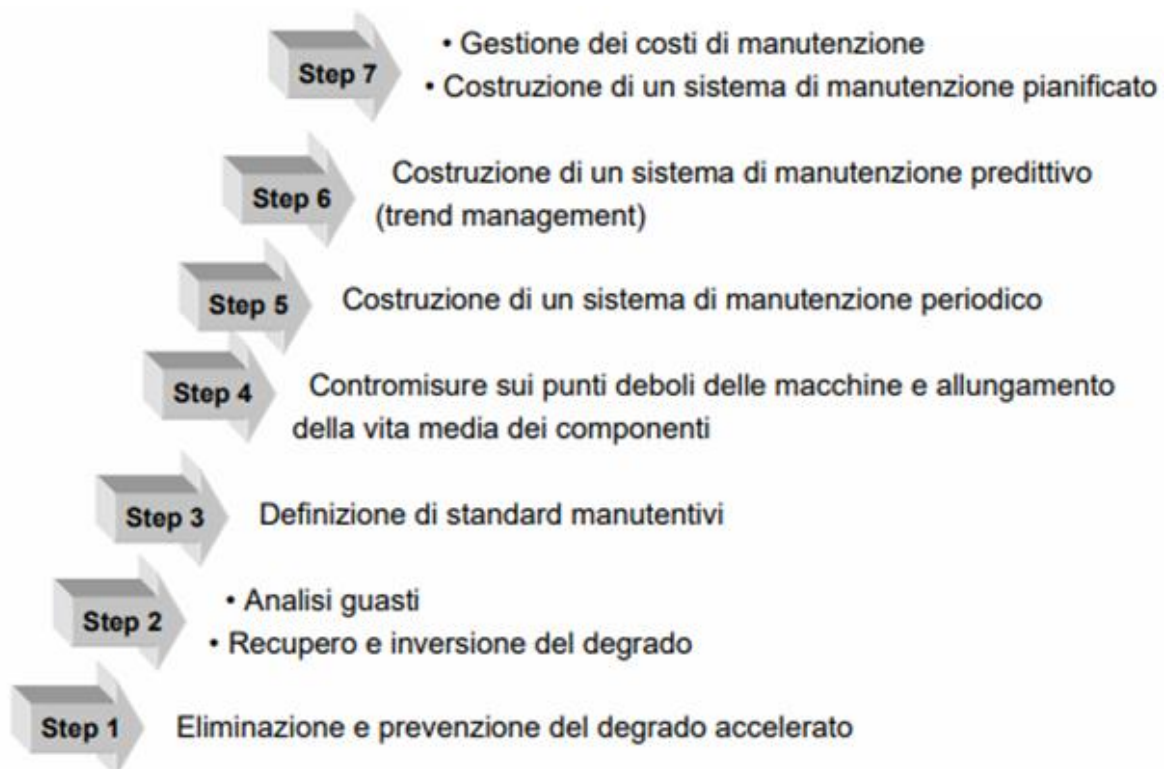 Step 7
• Gestione dei costi di manutenzione
• Costruzione di un sistema di manutenzione pianificato
Step 6
Costruzione di un sistema di manutenzione predittivo
(trend management)
Step 5
Costruzione di un sistema di manutenzione periodico
Step 4
Contromisure sui punti deboli delle macchine e allungamento
della vita media dei componenti
Step 3
Definizione di standard manutentivi
Step 2
• Analisi guasti
• Recupero e inversione del degrado
Step 1
Eliminazione e prevenzione del degrado accelerato